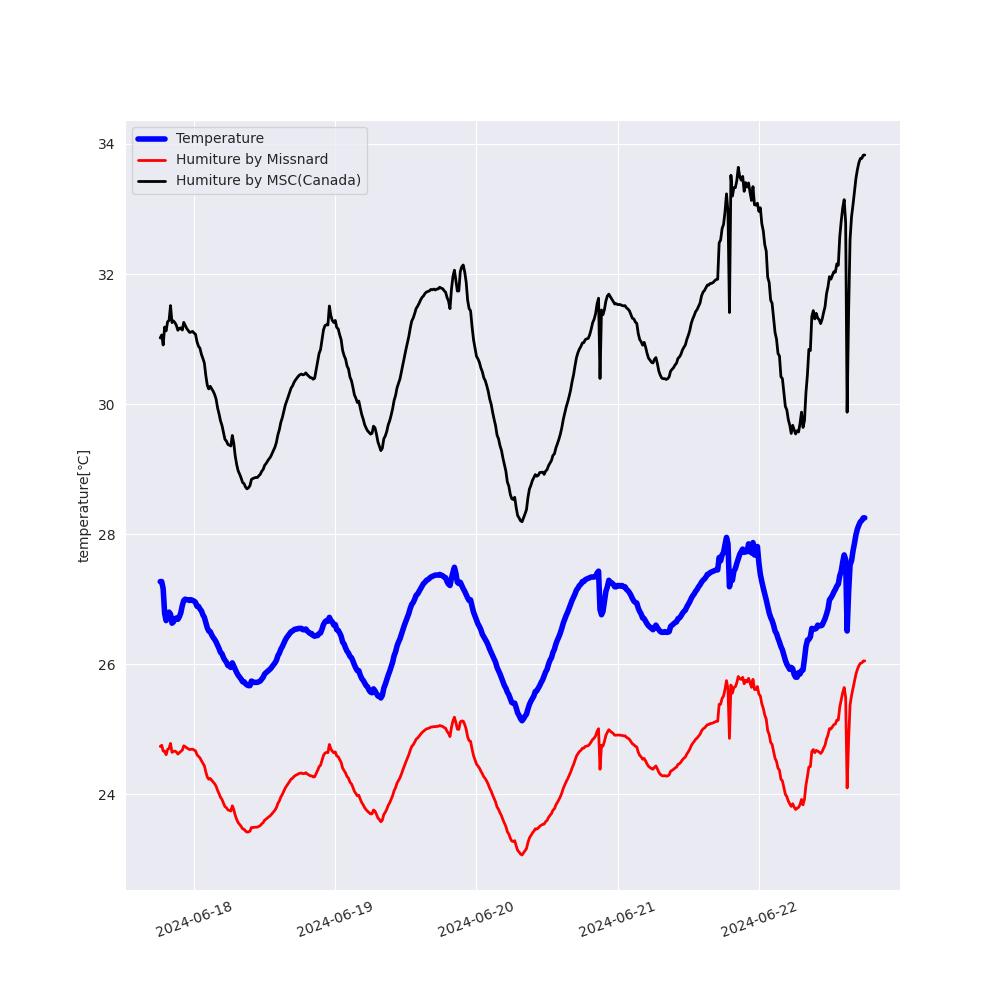 34
32
30
28
26
24
temperature[℃]
Temperature
Humiture by Missnard
Humiture by MSC(Canada)
2024-06-18
2024-06-19
2024-06-20
2024-06-21
2024-06-22